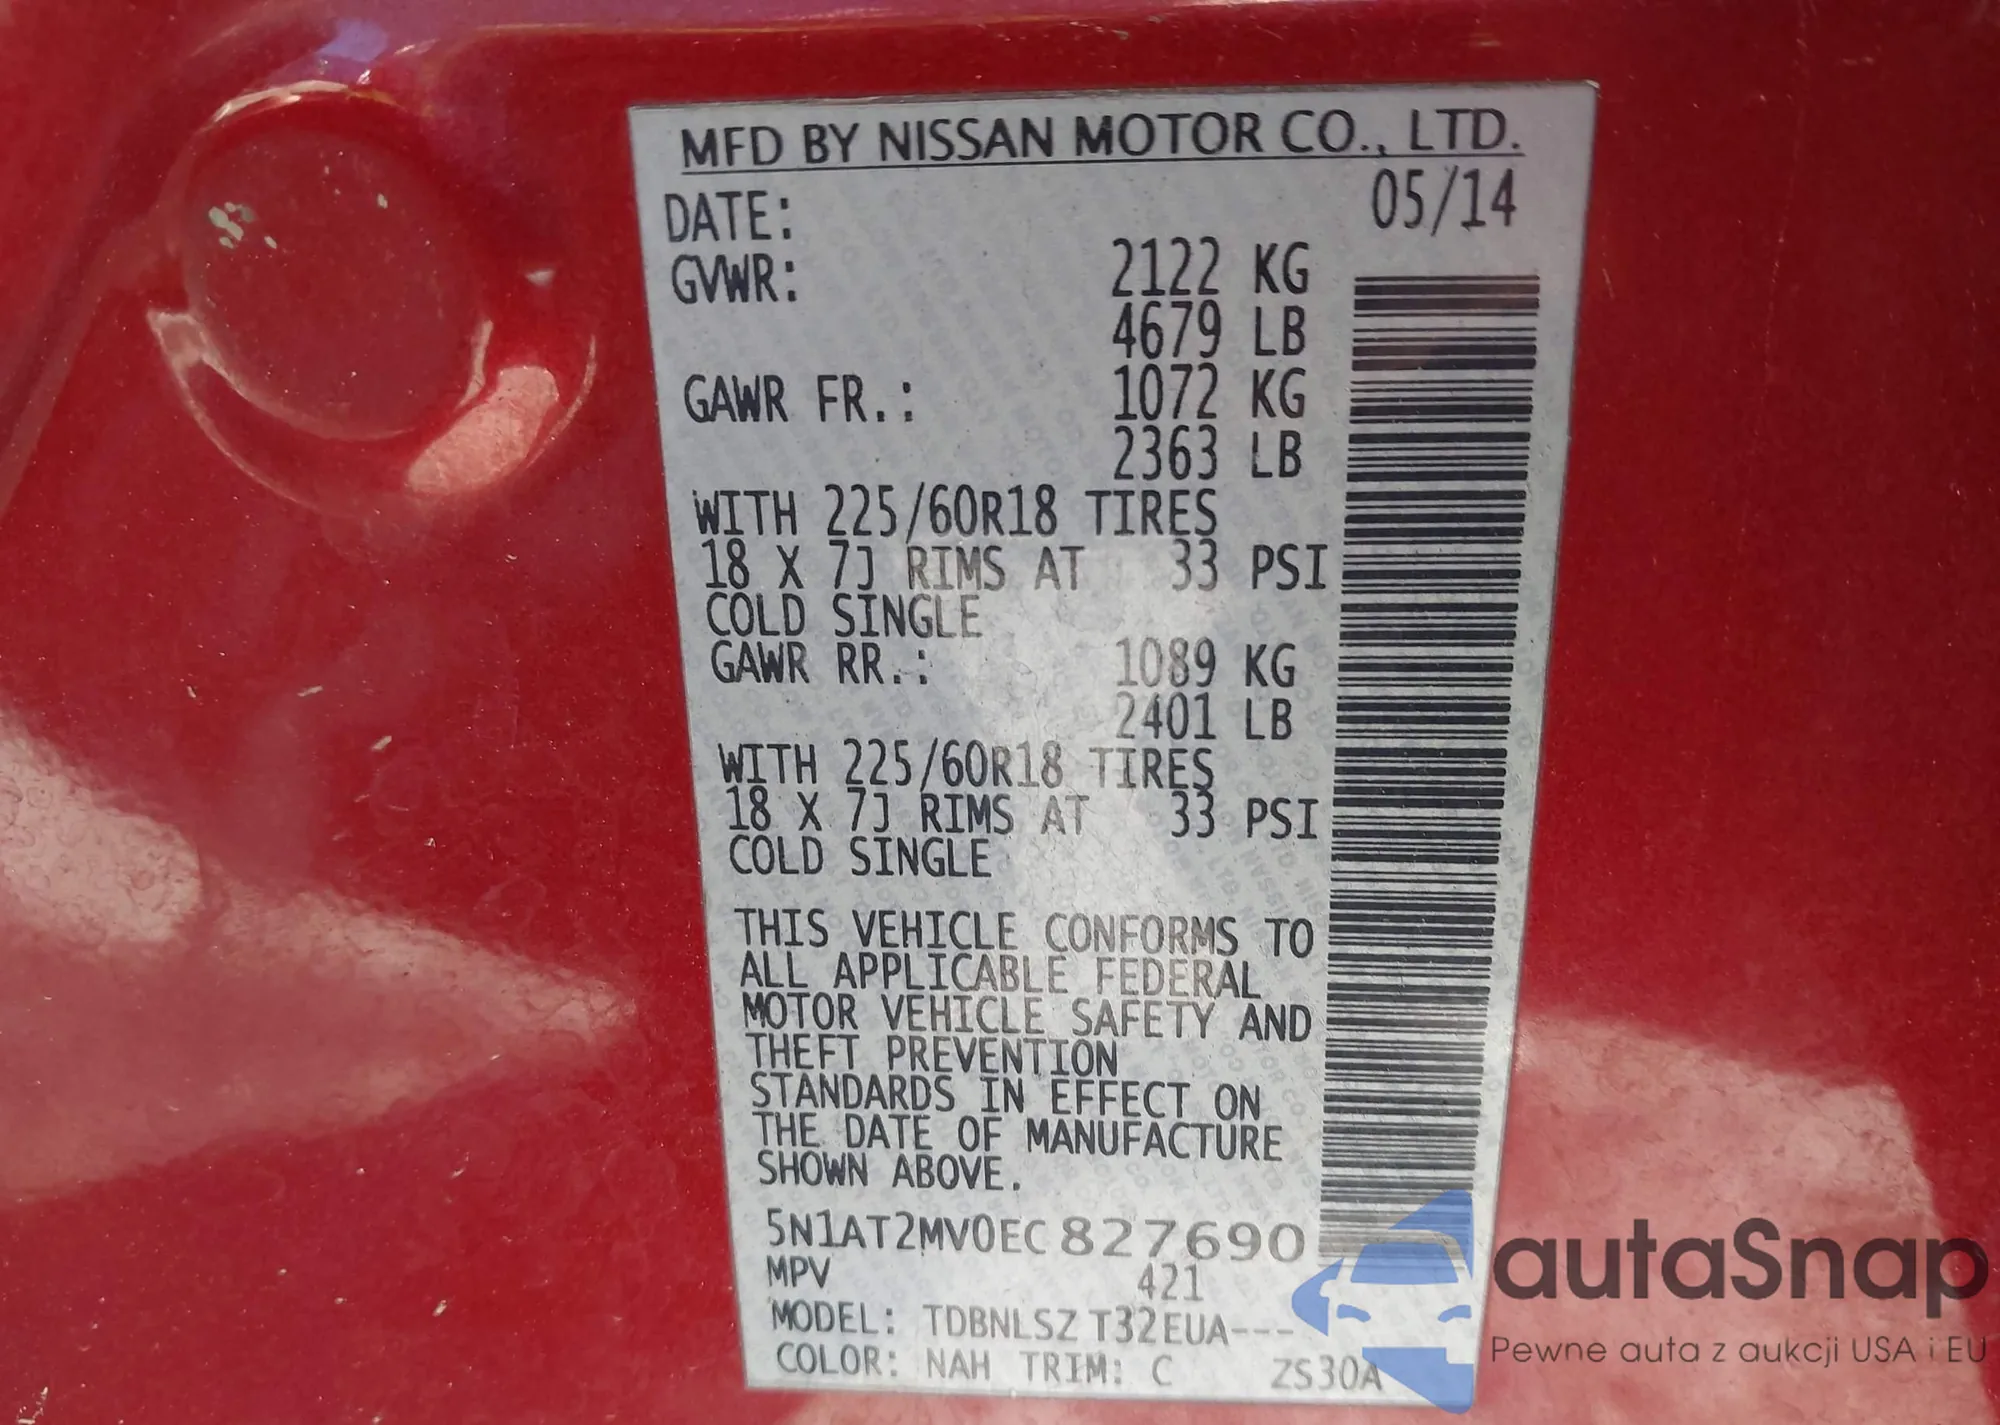 MFD BY NISSAN MOTOR CO., LTD.
DATE: 05/14
GVWR: 2122 KG
4679 LB
GAWR FR.: 1072 KG
2363 LB
WITH 225/60R18 TIRES
18 X 7J RIMS AT 33 PSI
COLD SINGLE
GAWR RR.: 1089 KG
2401 LB
WITH 225/60R18 TIRES
18 X 7J RIMS AT 33 PSI
COLD SINGLE
THIS VEHICLE CONFORMS TO
ALL APPLICABLE FEDERAL
MOTOR VEHICLE SAFETY AND
THEFT PREVENTION
STANDARDS IN EFFECT ON
THE DATE OF MANUFACTURE
SHOWN ABOVE.
5N1AT2MV0EC827690
MPV 421
MODEL: TDBNLSZ T32EUA---
COLOR: NAH TRIM: C ZS30A
autaSnap
Pewne auta z aukcji USA i EU